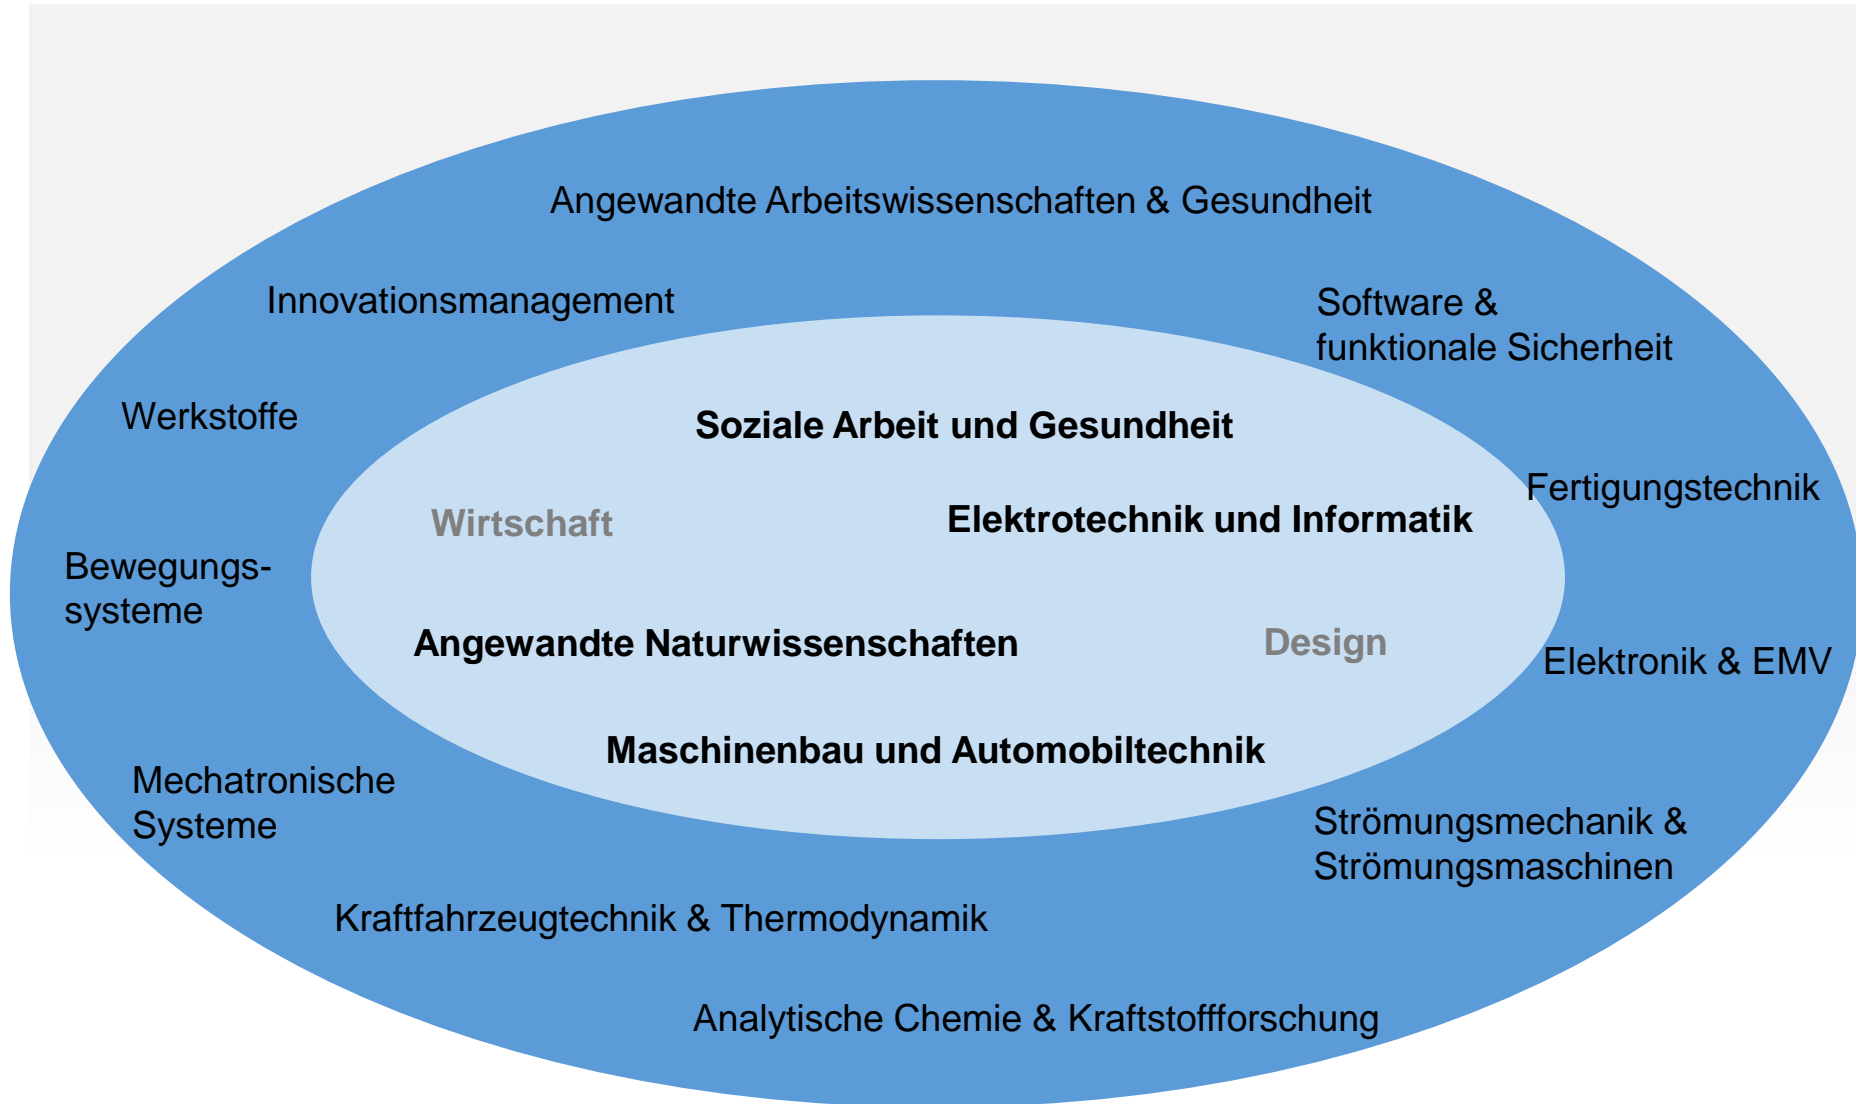 Angewandte Arbeitswissenschaften & Gesundheit
Innovationsmanagement
Software &
funktionale Sicherheit
Werkstoffe
Soziale Arbeit und Gesundheit
Fertigungstechnik
Wirtschaft
Elektrotechnik und Informatik
Bewegungs-
systeme
Angewandte Naturwissenschaften
Design
Elektronik & EMV
Maschinenbau und Automobiltechnik
Mechatronische
Systeme
Strömungsmechanik &
Strömungsmaschinen
Kraftfahrzeugtechnik & Thermodynamik
Analytische Chemie & Kraftstoffforschung